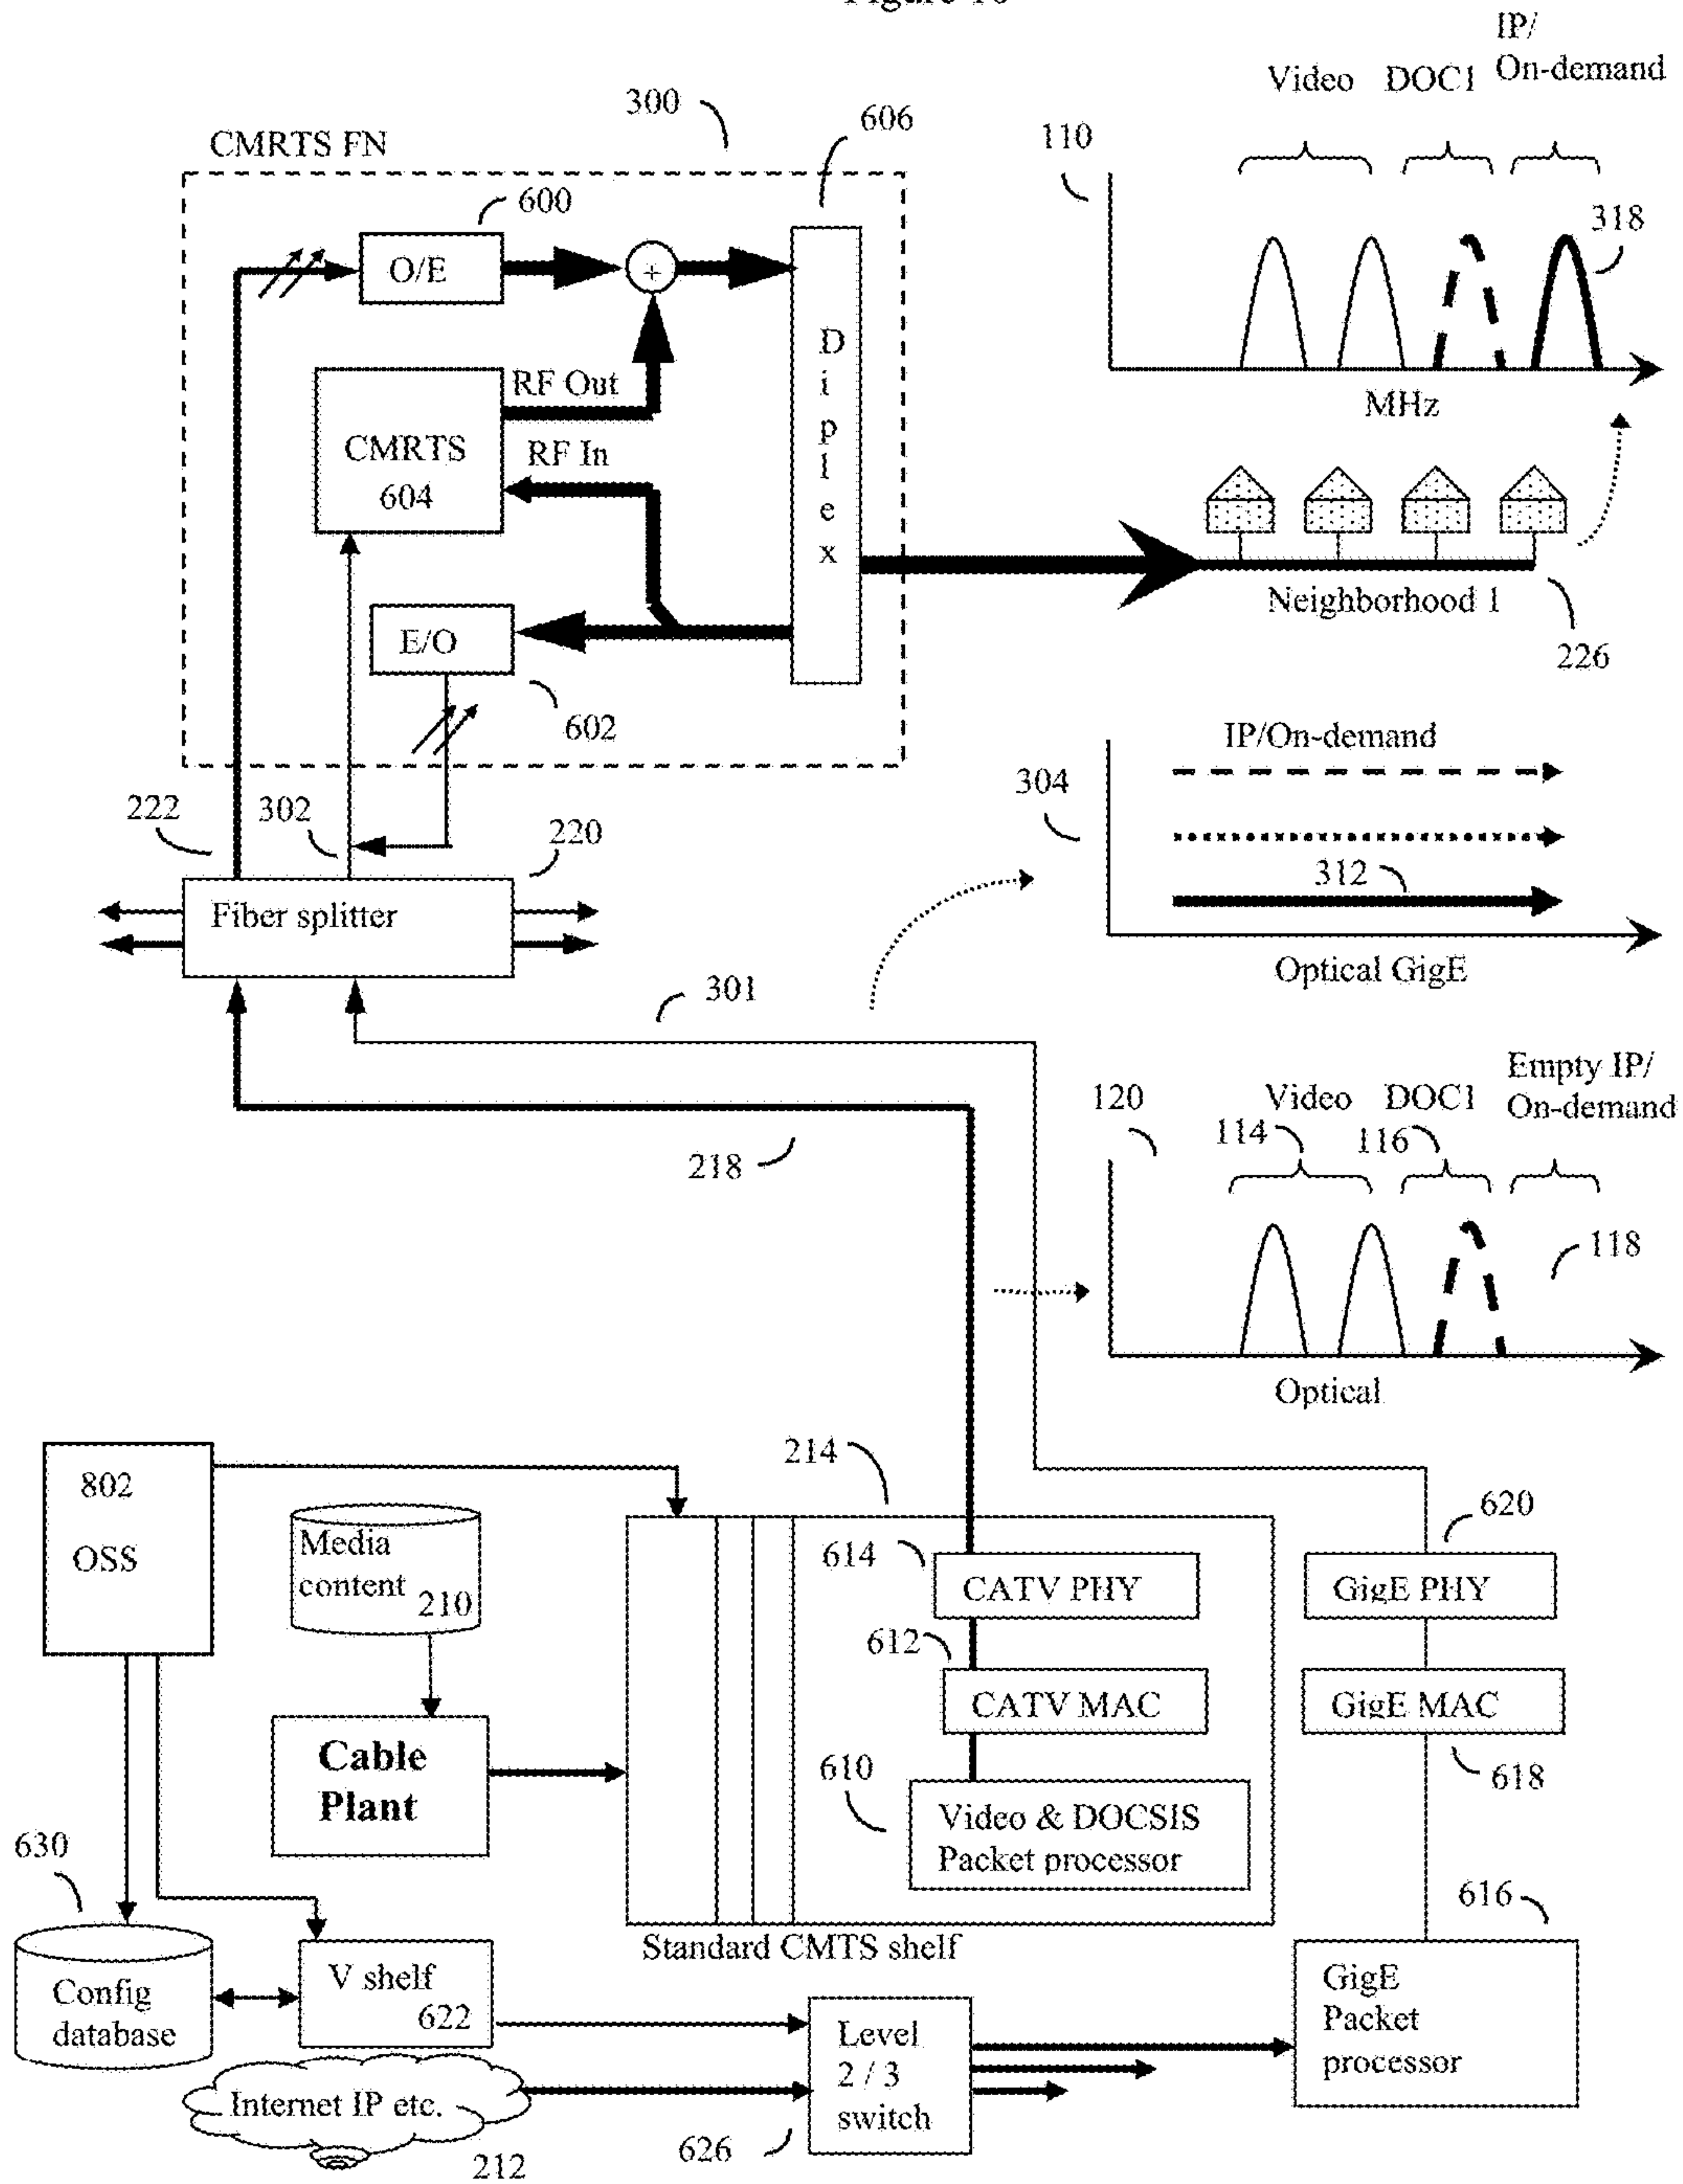 Figure 10
IP/
On-demand
Video
DOC1
300
606
110
CMRTS FN
318
600
O/E
+
Diplex
RF Out
MHz
RF In
CMRTS
604
E/O
Neighborhood 1
226
602
IP/On-demand
304
222
302
220
312
Fiber splitter
Optical GigE
301
Empty IP/
On-demand
120
Video
DOC1
114
116
218
118
Optical
214
802
OSS
620
Media
content
210
614
CATV PHY
GigE PHY
612
CATV MAC
GigE MAC
Cable
Plant
610
618
Video & DOCSIS
Packet processor
630
616
Standard CMTS shelf
V shelf
622
Config
database
GigE
Packet
processor
Level
2 / 3
switch
Internet IP etc.
626
212